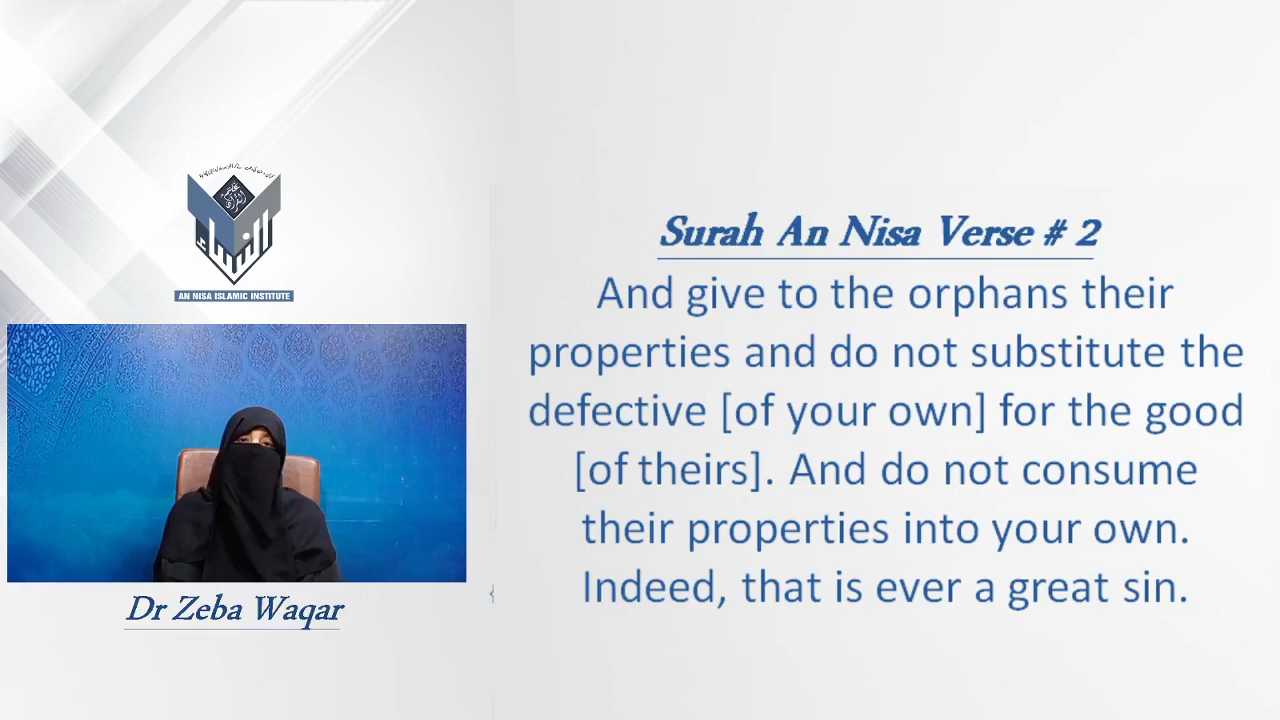 AN NISA ISLAMIC INSTITUTE
Dr Zeba Waqar
Surah An Nisa Verse # 2
And give to the orphans their
properties and do not substitute the
defective [of your own] for the good
[of theirs]. And do not consume
their properties into your own.
Indeed, that is ever a great sin.